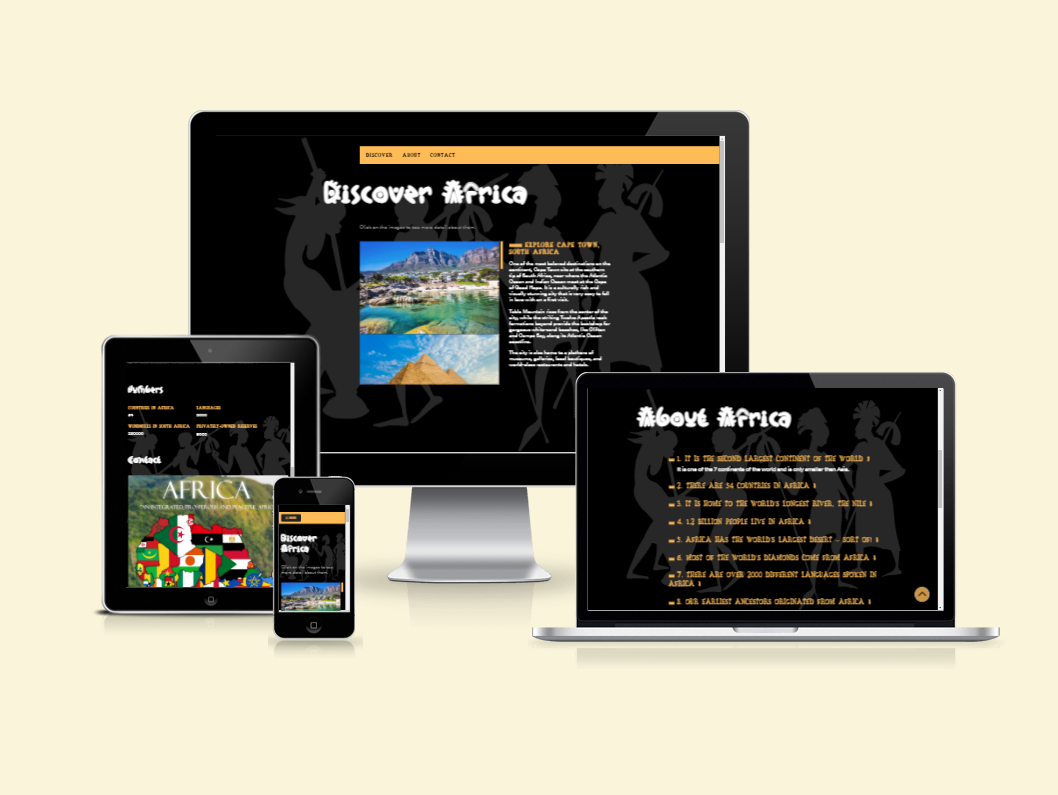 DISCOVER ABOUT CONTACT
Discover Africa
Click on the images to see more detail about them.
EXPLORE CAPE TOWN,
SOUTH AFRICA
One of the most beloved destinations on the
continent, Cape Town sits at the southern
tip of South Africa, near where the Atlantic
Ocean and Indian Ocean meet at the Cape
of Good Hope. It is a culturally rich and
visually stunning city that is very easy to fall
in love with on a first visit.
Table Mountain rises from the center of the
city, while the striking Twelve Apostle rock
formations beyond provide the backdrop for
gorgeous white-sand beaches, like Clifton
and Camps Bay, along its Atlantic Ocean
coastline.
The city is also home to a plethora of
museums, galleries, local boutiques, and
world-class restaurants and hotels.
Numbers
COUNTRIES IN AFRICA
54
LANGUAGES
WINDMILLS IN SOUTH AFRICA
PRIVATELY-OWNED RESERVES
Contact
AFRICA
INTEGRATED, PROSPEROUS AND PEACEFUL
Discover
Africa
Click on the images to see
more detail about them.
About Africa
1. IT IS THE SECOND LARGEST CONTINENT OF THE WORLD
It is one of the 7 continents of the world and is only smaller than Asia.
2. THERE ARE 54 COUNTRIES IN AFRICA
3. IT IS HOME TO THE WORLD'S LONGEST RIVER, THE NILE
4. 1.2 BILLION PEOPLE LIVE IN AFRICA
5. AFRICA HAS THE WORLD'S LARGEST DESERT - SORT OF!
6. MOST OF THE WORLD'S DIAMONDS COME FROM AFRICA
7. THERE ARE OVER 2000 DIFFERENT LANGUAGES SPOKEN IN
AFRICA
8. OUR EARLIEST ANCESTORS ORIGINATED FROM AFRICA